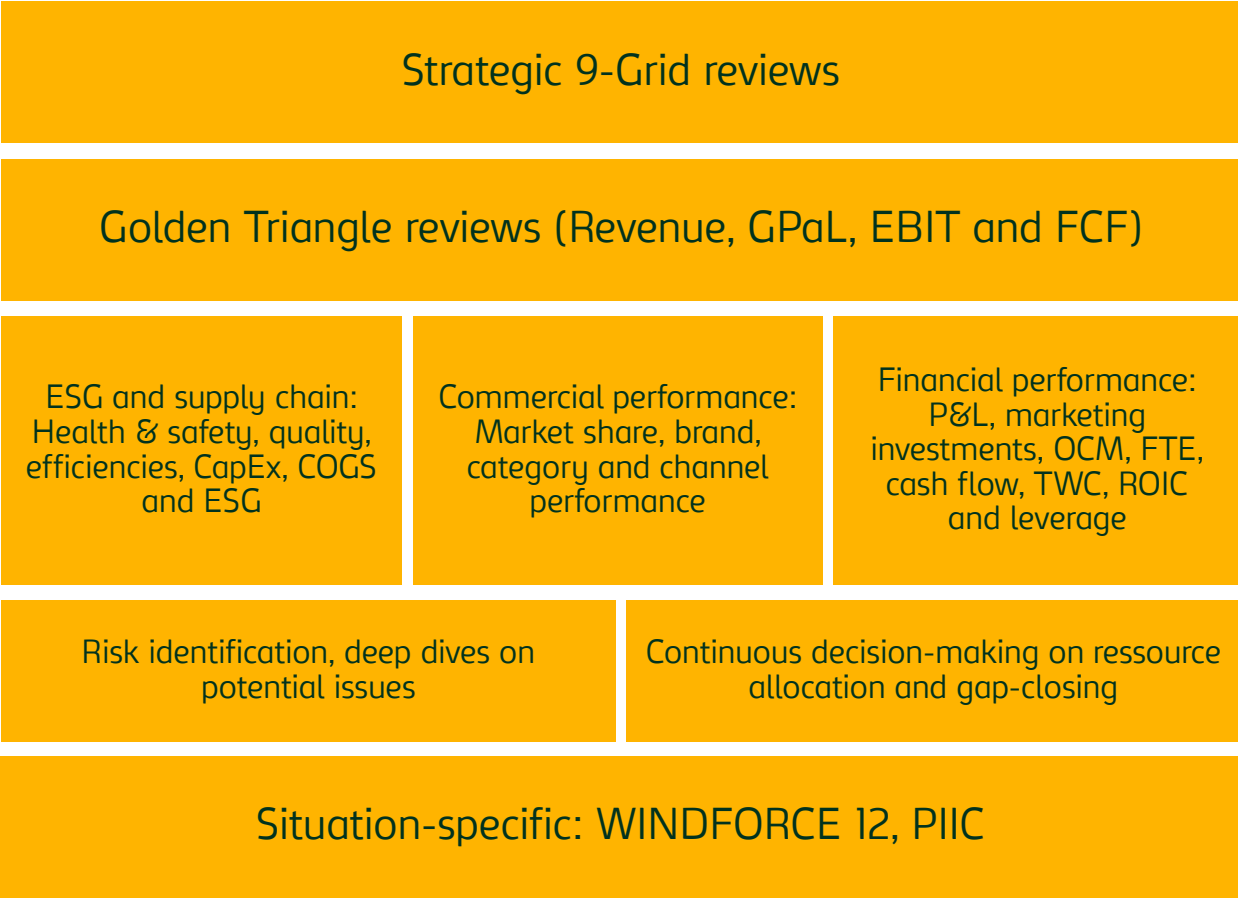 Strategic 9-Grid reviews
Golden Triangle reviews (Revenue, GPaL, EBIT and FCF)
ESG and supply chain:
Health & safety, quality,
efficiencies, CapEx, COGS
and ESG
Commercial performance:
Market share, brand,
category and channel
performance
Financial performance:
P&L, marketing
investments, OCM, FTE,
cash flow, TWC, ROIC
and leverage
Risk identification, deep dives on
potential issues
Continuous decision-making on ressource
allocation and gap-closing
Situation-specific: WINDFORCE 12, PIIC